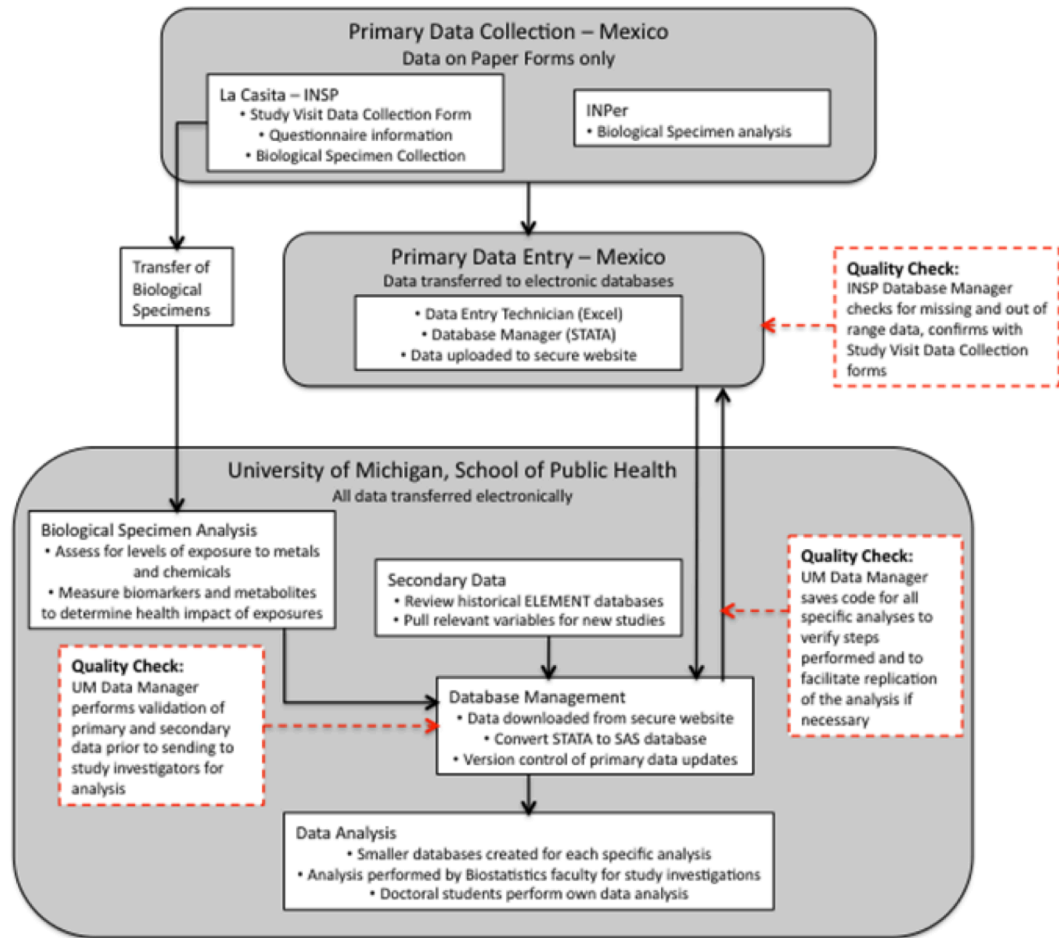 Primary Data Collection – Mexico
Data on Paper Forms only
La Casita – INSP
• Study Visit Data Collection Form
• Questionnaire information
• Biological Specimen Collection
INPer
• Biological Specimen analysis
Transfer of
Biological
Specimens
Primary Data Entry – Mexico
Data transferred to electronic databases
• Data Entry Technician (Excel)
• Database Manager (STATA)
• Data uploaded to secure website
Quality Check:
INSP Database Manager
checks for missing and out of
range data, confirms with
Study Visit Data Collection
forms
University of Michigan, School of Public Health
All data transferred electronically
Biological Specimen Analysis
• Assess for levels of exposure to metals
and chemicals
• Measure biomarkers and metabolites
to determine health impact of exposures
Secondary Data
• Review historical ELEMENT databases
• Pull relevant variables for new studies
Quality Check:
UM Data Manager
saves code for all
specific analyses to
verify steps
performed and to
facilitate replication
of the analysis if
necessary
Quality Check:
UM Data Manager
performs validation of
primary and secondary
data prior to sending to
study investigators for
analysis
Database Management
• Data downloaded from secure website
• Convert STATA to SAS database
• Version control of primary data updates
Data Analysis
• Smaller databases created for each specific analysis
• Analysis performed by Biostatistics faculty for study investigations
• Doctoral students perform own data analysis